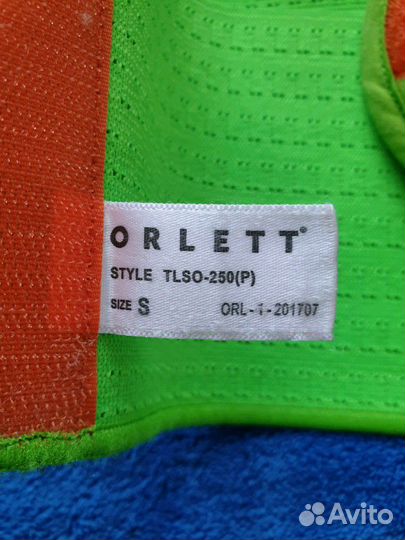 ORLETT®
STYLE TLSO-250(P)
SIZE S ORL-1-201707
Avito